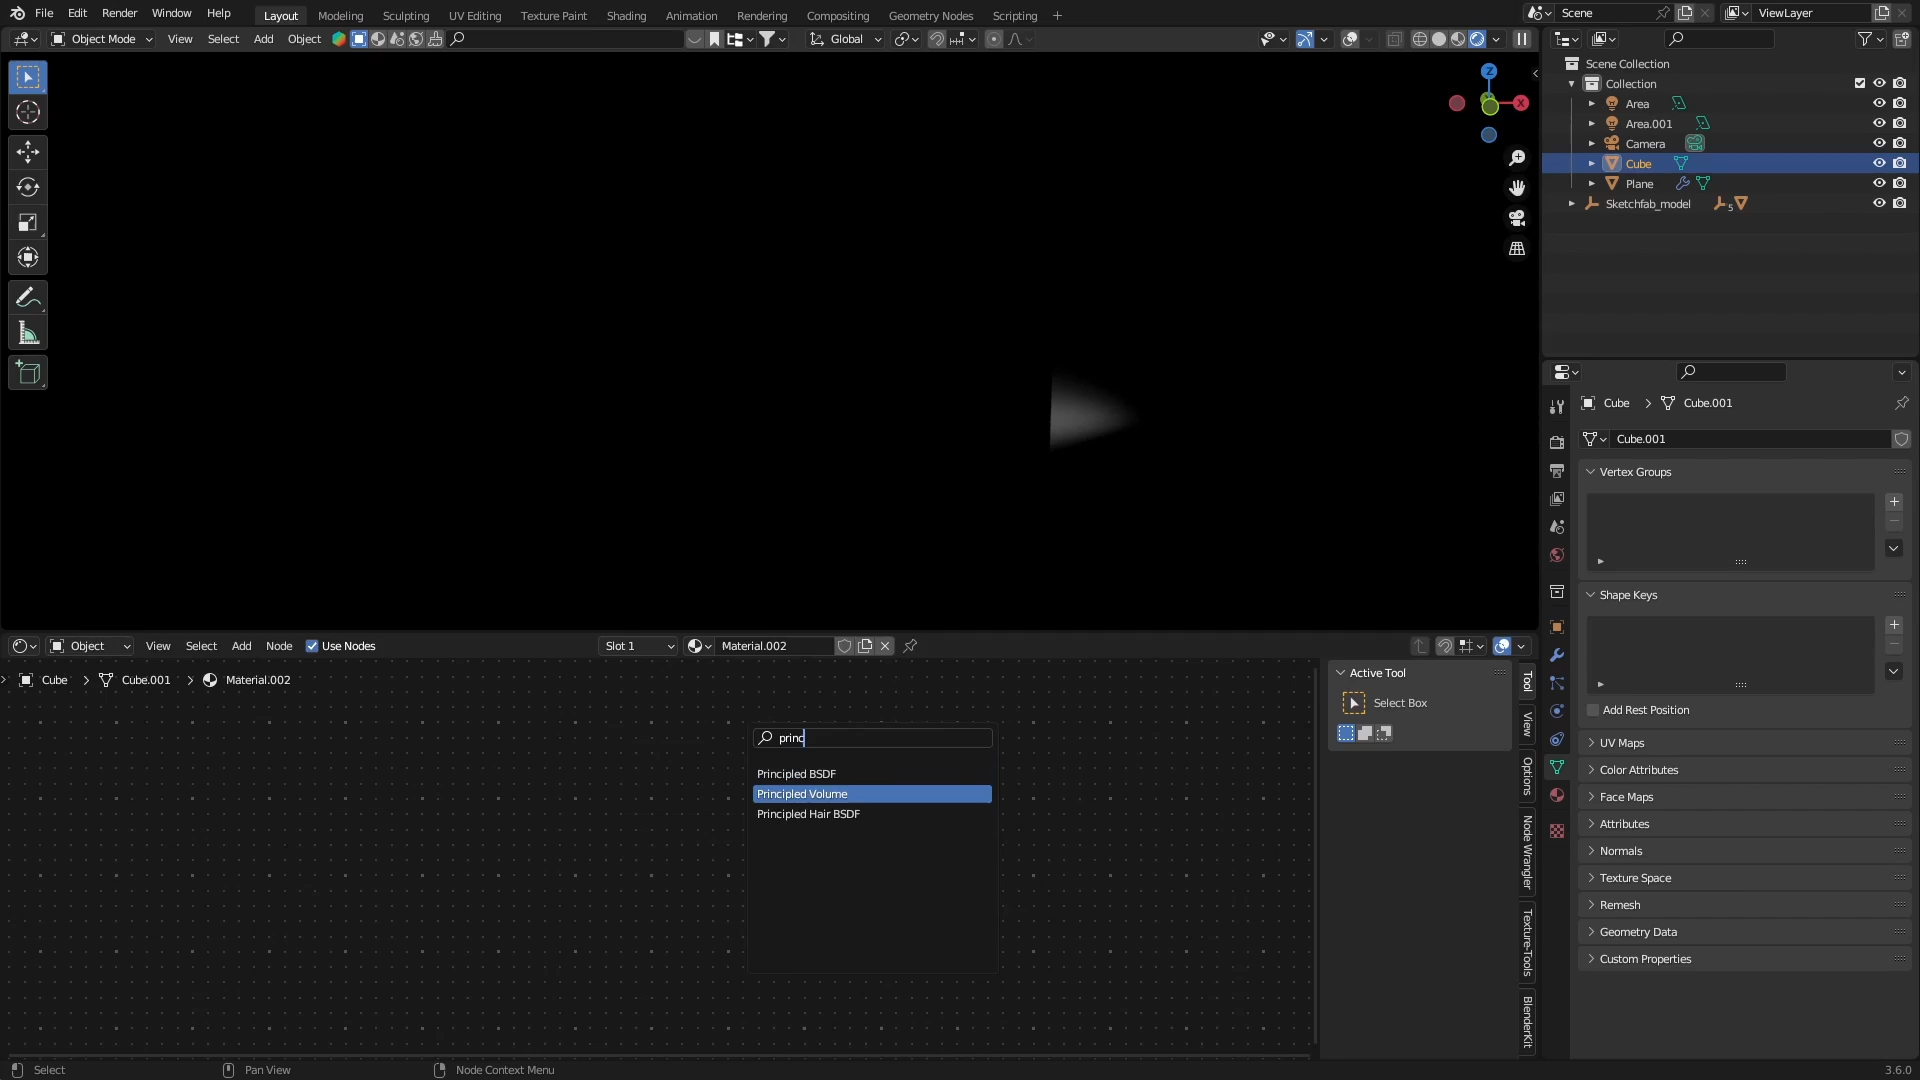 File Edit Render Window Help Layout Modeling Sculpting UV Editing Texture Paint Shading Animation Rendering Compositing Geometry Nodes Scripting + Scene ViewLayer
Object Mode View Select Add Object Global
Z
X
Scene Collection
Collection
Area
Area.001
Camera
Cube
Plane
Sketchfab_model 5
Cube > Cube.001
Cube.001
Vertex Groups
Shape Keys
Add Rest Position
UV Maps
Color Attributes
Face Maps
Attributes
Normals
Texture Space
Remesh
Geometry Data
Custom Properties
Object View Select Add Node Use Nodes Slot 1 Material.002
Cube > Cube.001 > Material.002
princ
Principled BSDF
Principled Volume
Principled Hair BSDF
Active Tool
Select Box
Tool
View
Options
Node Wrangler
Texture-Tools
BlenderKit
Select Pan View Node Context Menu 3.6.0